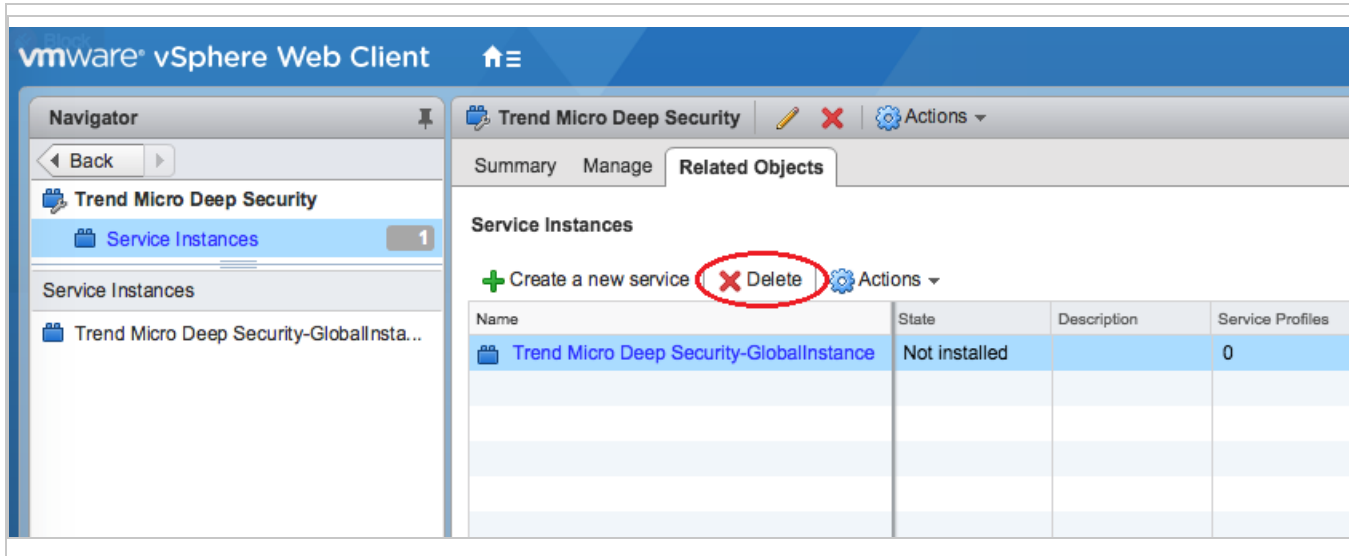 Block
vmware® vSphere Web Client
Navigator
Back
Trend Micro Deep Security
Service Instances 1
Service Instances
Trend Micro Deep Security-GlobalInsta...
Trend Micro Deep Security Actions
Summary Manage Related Objects
Service Instances
Create a new service Delete Actions
Name State Description Service Profiles
Trend Micro Deep Security-GlobalInstance Not installed 0